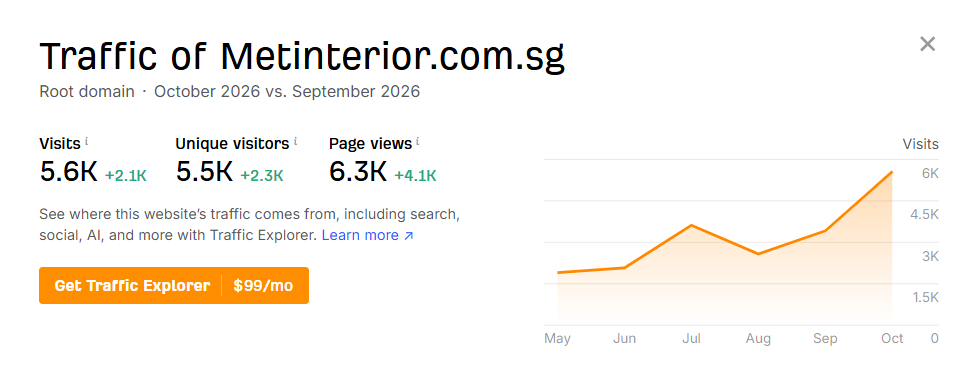 Traffic of Metinterior.com.sg
Root domain · October 2026 vs. September 2026
Visits i
5.6K +2.1K
Unique visitors i
5.5K +2.3K
Page views i
6.3K +4.1K
See where this website's traffic comes from, including search,
social, AI, and more with Traffic Explorer. Learn more ↗
Get Traffic Explorer $99/mo
Visits
6K
4.5K
3K
1.5K
May Jun Jul Aug Sep Oct 0